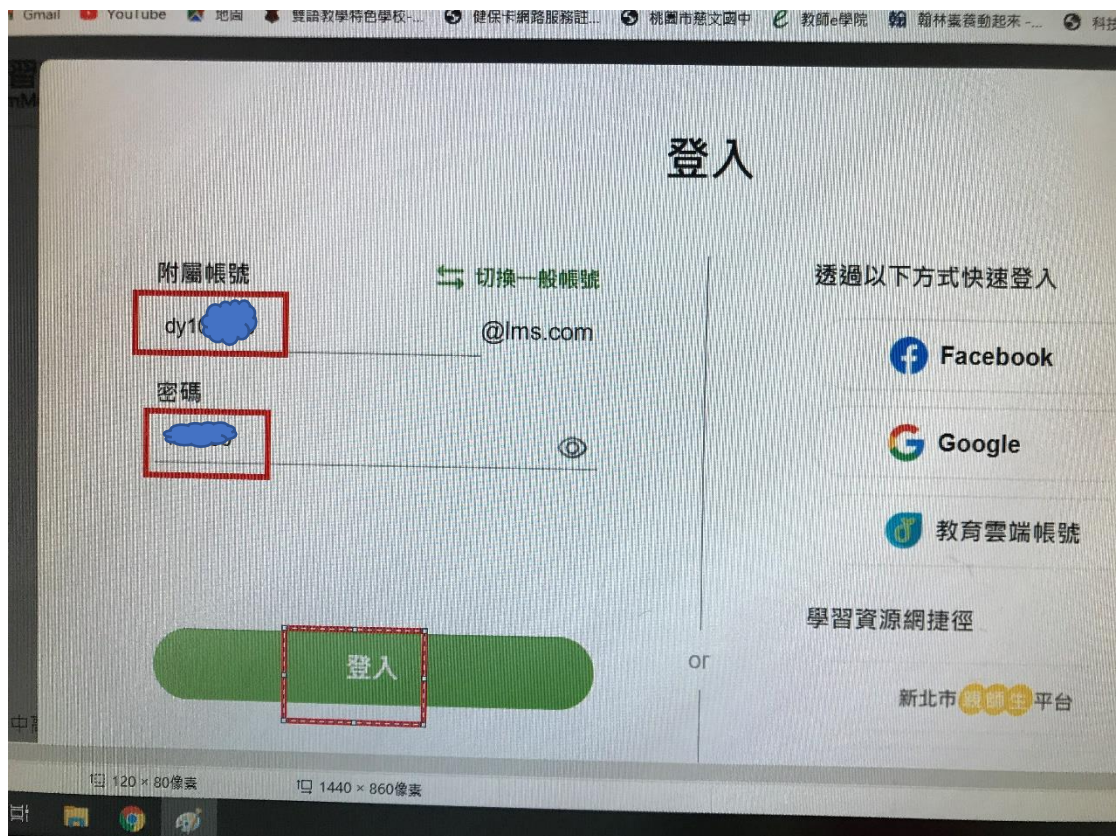 Gmail YouTube 地圖 雙語教學特色學校-... 健保卡網路服務註... 桃園市慈文國中 教師e學院 翰林素養動起來 -... 科技
習
登入
附屬帳號 切換一般帳號
dy1 @lms.com
密碼
登入
透過以下方式快速登入
Facebook
Google
教育雲端帳號
學習資源網捷徑
or
新北市親師生平台
120 × 80像素 1440 × 860像素